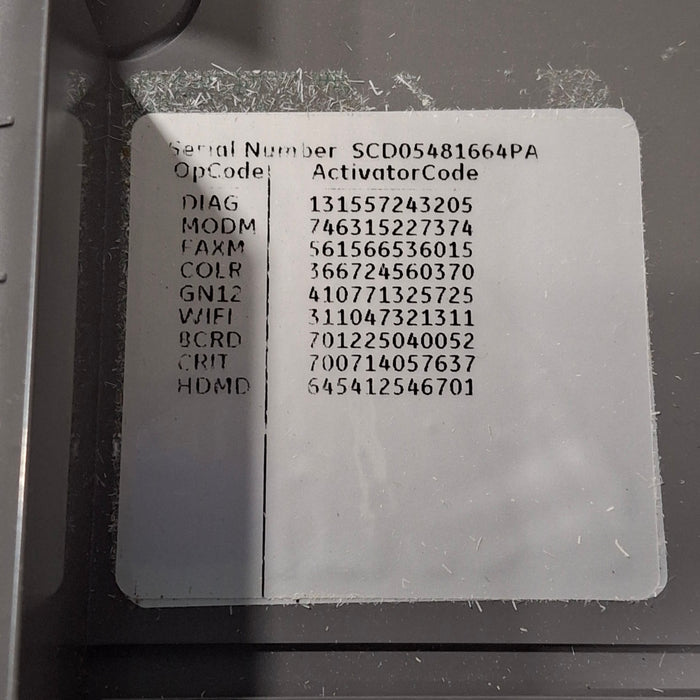 Serial Number SCD05481664PA
OpCode ActivatorCode
DIAG 131557243205
MODM 746315227374
FAXM 561566536015
COLR 366724560370
GN12 410771325725
WIFI 311047321311
BCRD 701225040052
CRIT 700714057637
HDMD 645412546701